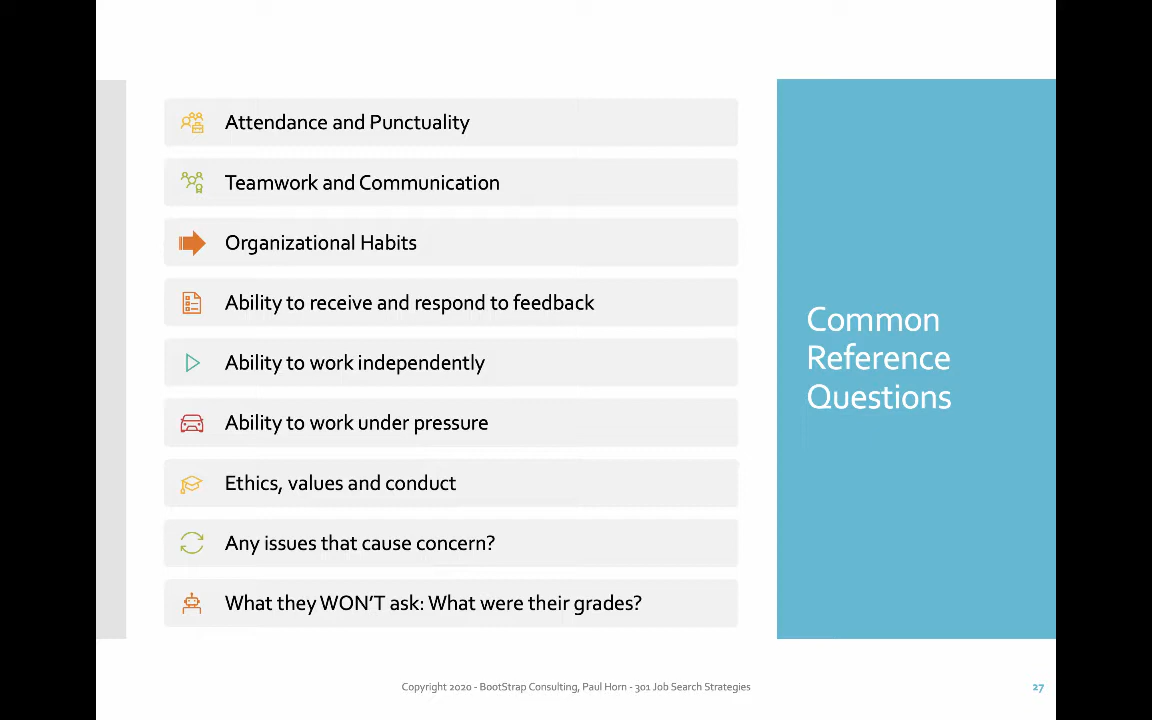 Attendance and Punctuality
Teamwork and Communication
Organizational Habits
Ability to receive and respond to feedback
Ability to work independently
Ability to work under pressure
Ethics, values and conduct
Any issues that cause concern?
What they WON'T ask: What were their grades?
Common
Reference
Questions
Copyright 2020 - BootStrap Consulting, Paul Horn - 301 Job Search Strategies
27